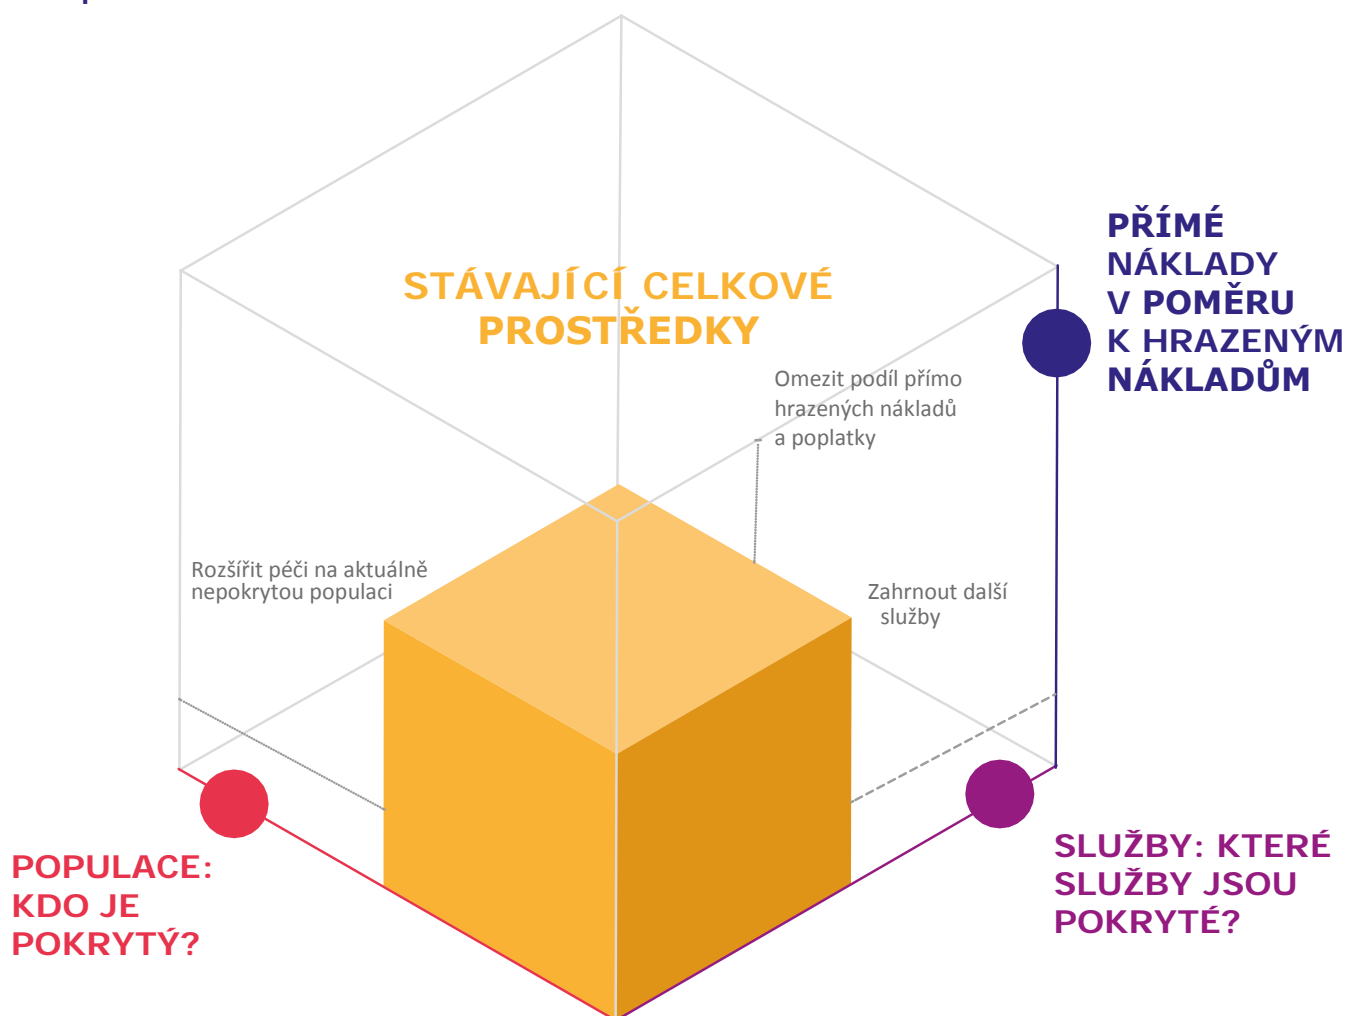 PŘÍMÉ
NÁKLADY
V POMĚRU
K HRAZENÝM
NÁKLADŮM
STÁVAJÍCÍ CELKOVÉ
PROSTŘEDKY
Omezit podíl přímo
hrazených nákladů
a poplatky
Rozšířit péči na aktuálně
nepokrytou populaci
Zahrnout další
služby
POPULACE:
KDO JE
POKRYTÝ?
SLUŽBY: KTERÉ
SLUŽBY JSOU
POKRYTÉ?